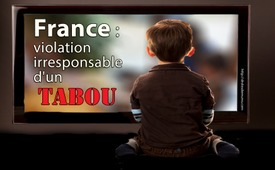 France :
violation
irresponsable
d'un
TABOU